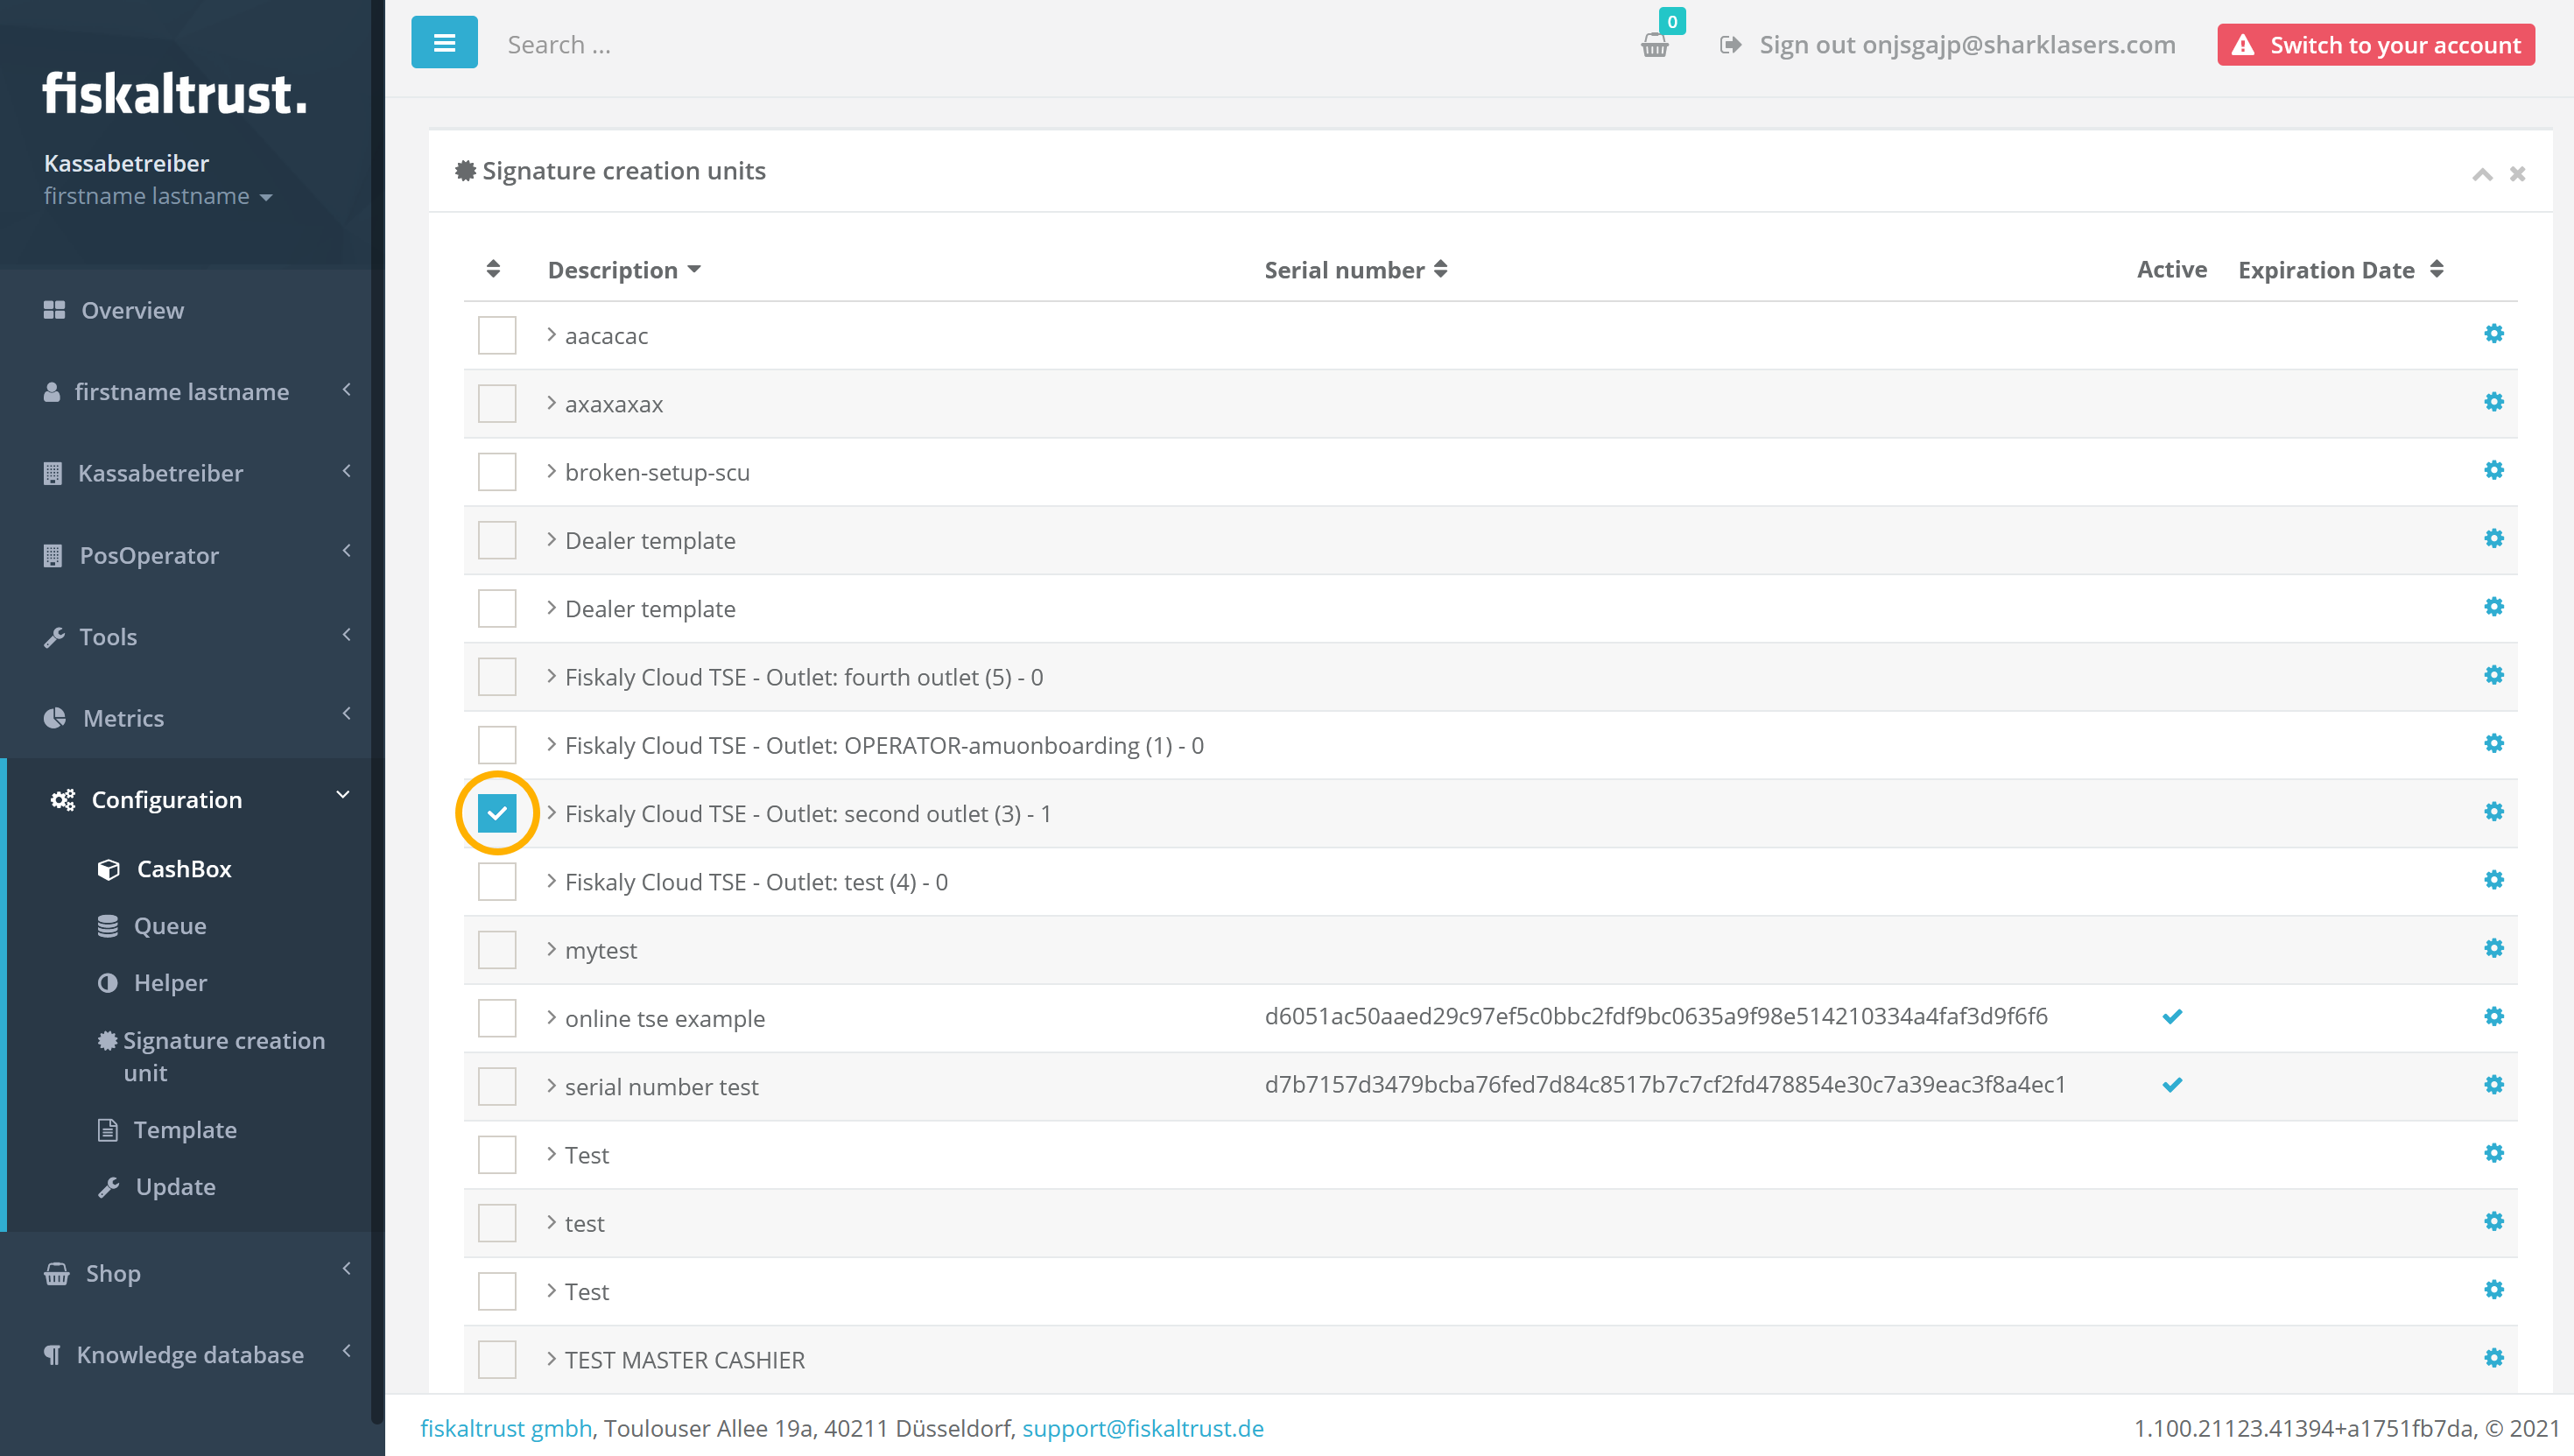 fiskaltrust.
Kassabetreiber
firstname lastname
Overview
firstname lastname
Kassabetreiber
PosOperator
Tools
Metrics
Configuration
CashBox
Queue
Helper
Signature creation
unit
Template
Update
Shop
Knowledge database
Search ...
0
Sign out onjsgajp@sharklasers.com
Switch to your account
Signature creation units
Description Serial number Active Expiration Date
aacacac
axaxaxax
broken-setup-scu
Dealer template
Dealer template
Fiskaly Cloud TSE - Outlet: fourth outlet (5) - 0
Fiskaly Cloud TSE - Outlet: OPERATOR-amuonboarding (1) - 0
Fiskaly Cloud TSE - Outlet: second outlet (3) - 1
Fiskaly Cloud TSE - Outlet: test (4) - 0
mytest
online tse example d6051ac50aaed29c97ef5c0bbc2fdf9bc0635a9f98e514210334a4faf3d9f6f6
serial number test d7b7157d3479bcba76fed7d84c8517b7c7cf2fd478854e30c7a39eac3f8a4ec1
Test
test
Test
TEST MASTER CASHIER
fiskaltrust gmbh, Toulouser Allee 19a, 40211 Düsseldorf, support@fiskaltrust.de
1.100.21123.41394+a1751fb7da, © 2021